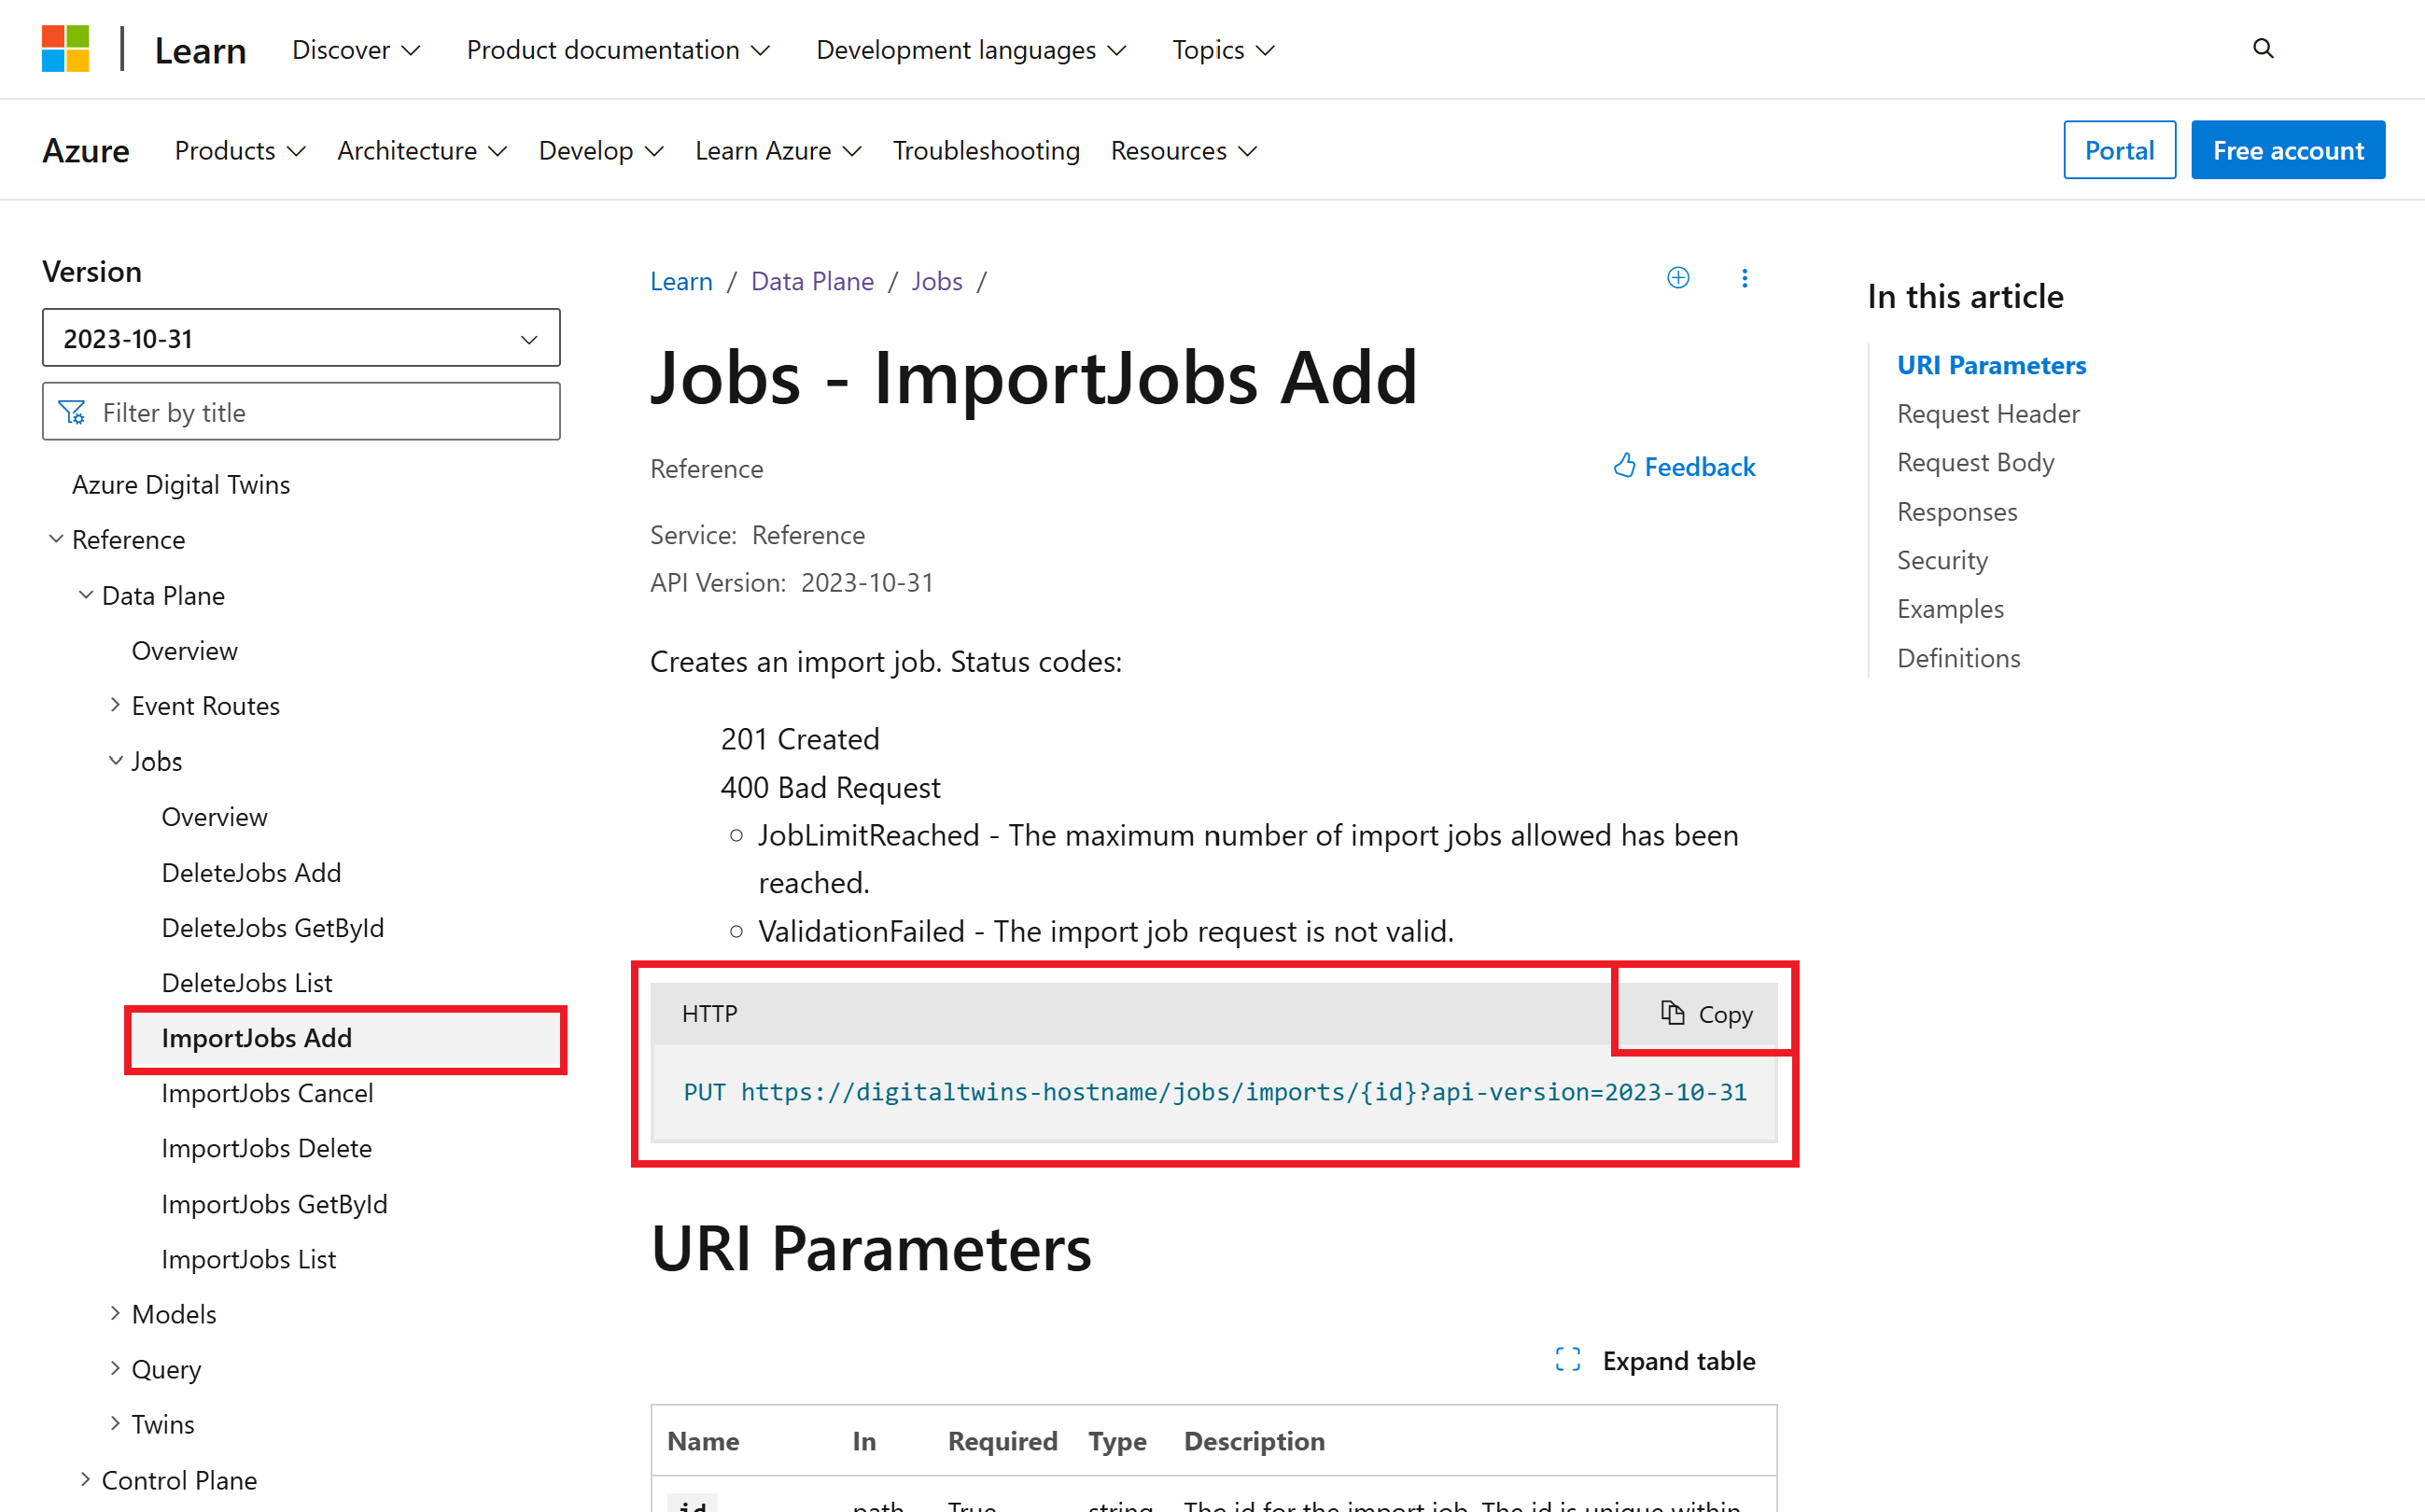 Learn Discover Product documentation Development languages Topics
Azure Products Architecture Develop Learn Azure Troubleshooting Resources Portal Free account
Version
2023-10-31
Filter by title
Azure Digital Twins
Reference
Data Plane
Overview
Event Routes
Jobs
Overview
DeleteJobs Add
DeleteJobs GetById
DeleteJobs List
ImportJobs Add
ImportJobs Cancel
ImportJobs Delete
ImportJobs GetById
ImportJobs List
Models
Query
Twins
Control Plane
Learn / Data Plane / Jobs /
Jobs - ImportJobs Add
Reference
Feedback
Service: Reference
API Version: 2023-10-31
Creates an import job. Status codes:
201 Created
400 Bad Request
JobLimitReached - The maximum number of import jobs allowed has been
reached.
ValidationFailed - The import job request is not valid.
HTTP Copy
PUT https://digitaltwins-hostname/jobs/imports/{id}?api-version=2023-10-31
URI Parameters
Expand table
Name In Required Type Description
id path True string The id for the import job. The id is unique within
In this article
URI Parameters
Request Header
Request Body
Responses
Security
Examples
Definitions